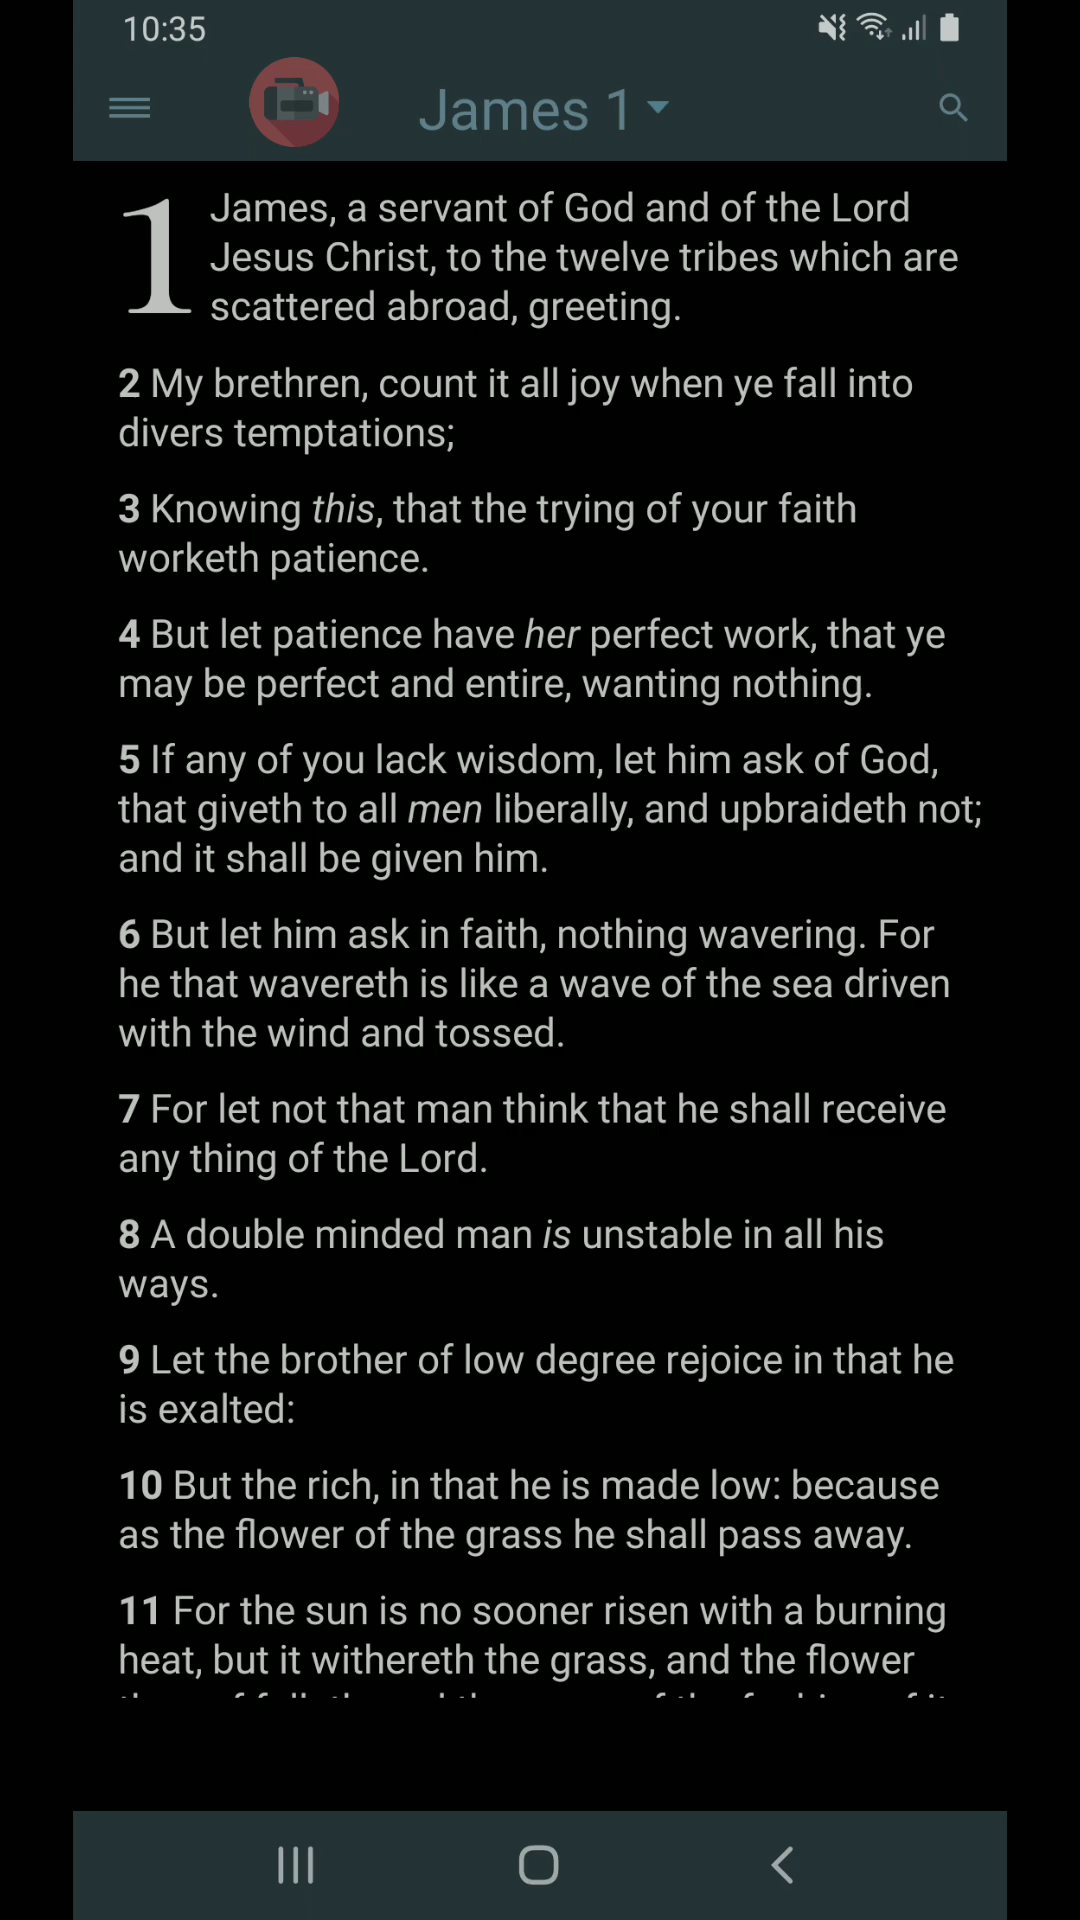 10:35
James 1
1 James, a servant of God and of the Lord
Jesus Christ, to the twelve tribes which are
scattered abroad, greeting.
2 My brethren, count it all joy when ye fall into
divers temptations;
3 Knowing this, that the trying of your faith
worketh patience.
4 But let patience have her perfect work, that ye
may be perfect and entire, wanting nothing.
5 If any of you lack wisdom, let him ask of God,
that giveth to all men liberally, and upbraideth not;
and it shall be given him.
6 But let him ask in faith, nothing wavering. For
he that wavereth is like a wave of the sea driven
with the wind and tossed.
7 For let not that man think that he shall receive
any thing of the Lord.
8 A double minded man is unstable in all his
ways.
9 Let the brother of low degree rejoice in that he
is exalted:
10 But the rich, in that he is made low: because
as the flower of the grass he shall pass away.
11 For the sun is no sooner risen with a burning
heat, but it withereth the grass, and the flower